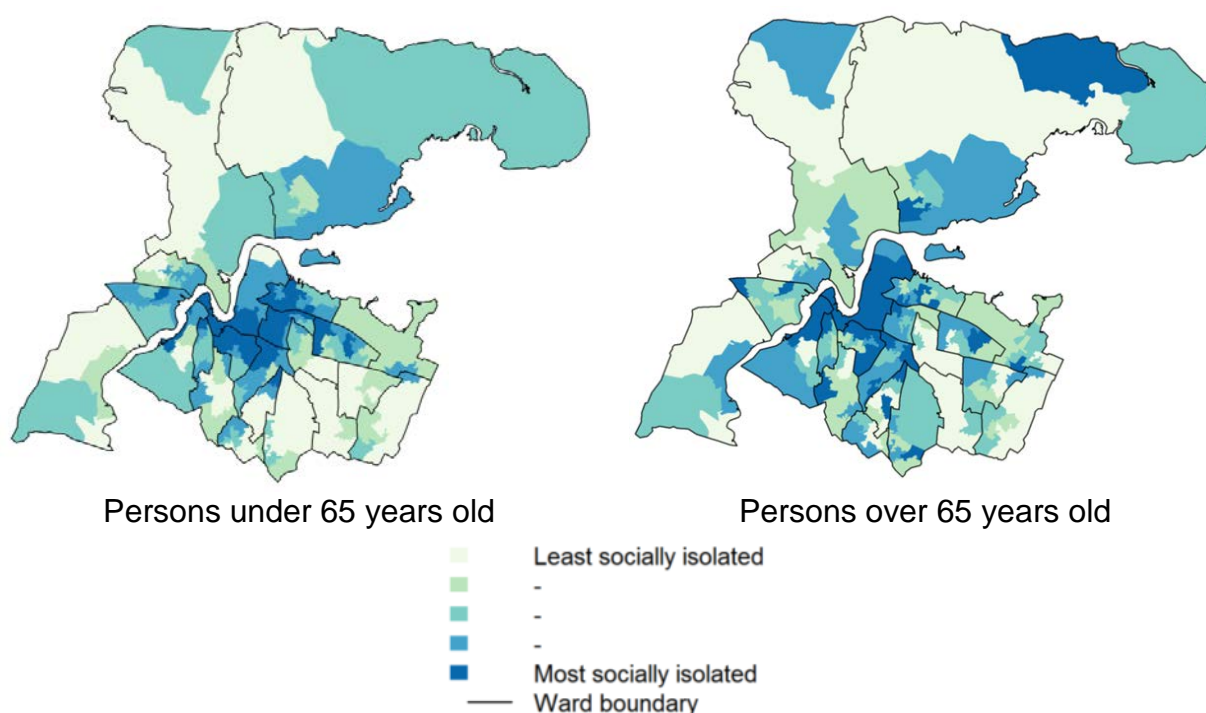 Persons under 65 years old
Persons over 65 years old
Least socially isolated
-
-
-
Most socially isolated
Ward boundary